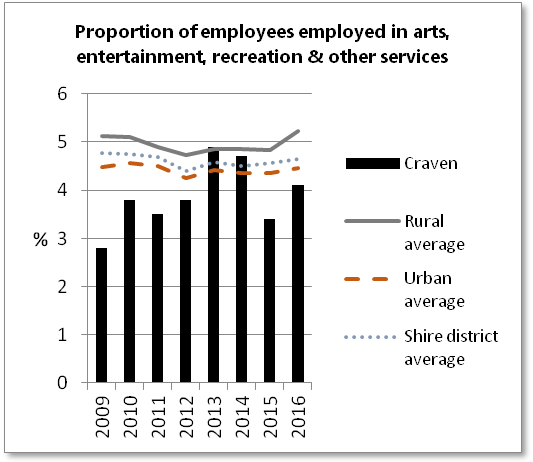 Proportion of employees employed in arts,
entertainment, recreation & other services
6
5
4
3
2
1
0
%
2009
2010
2011
2012
2013
2014
2015
2016
Craven
Rural
average
Urban
average
Shire district
average